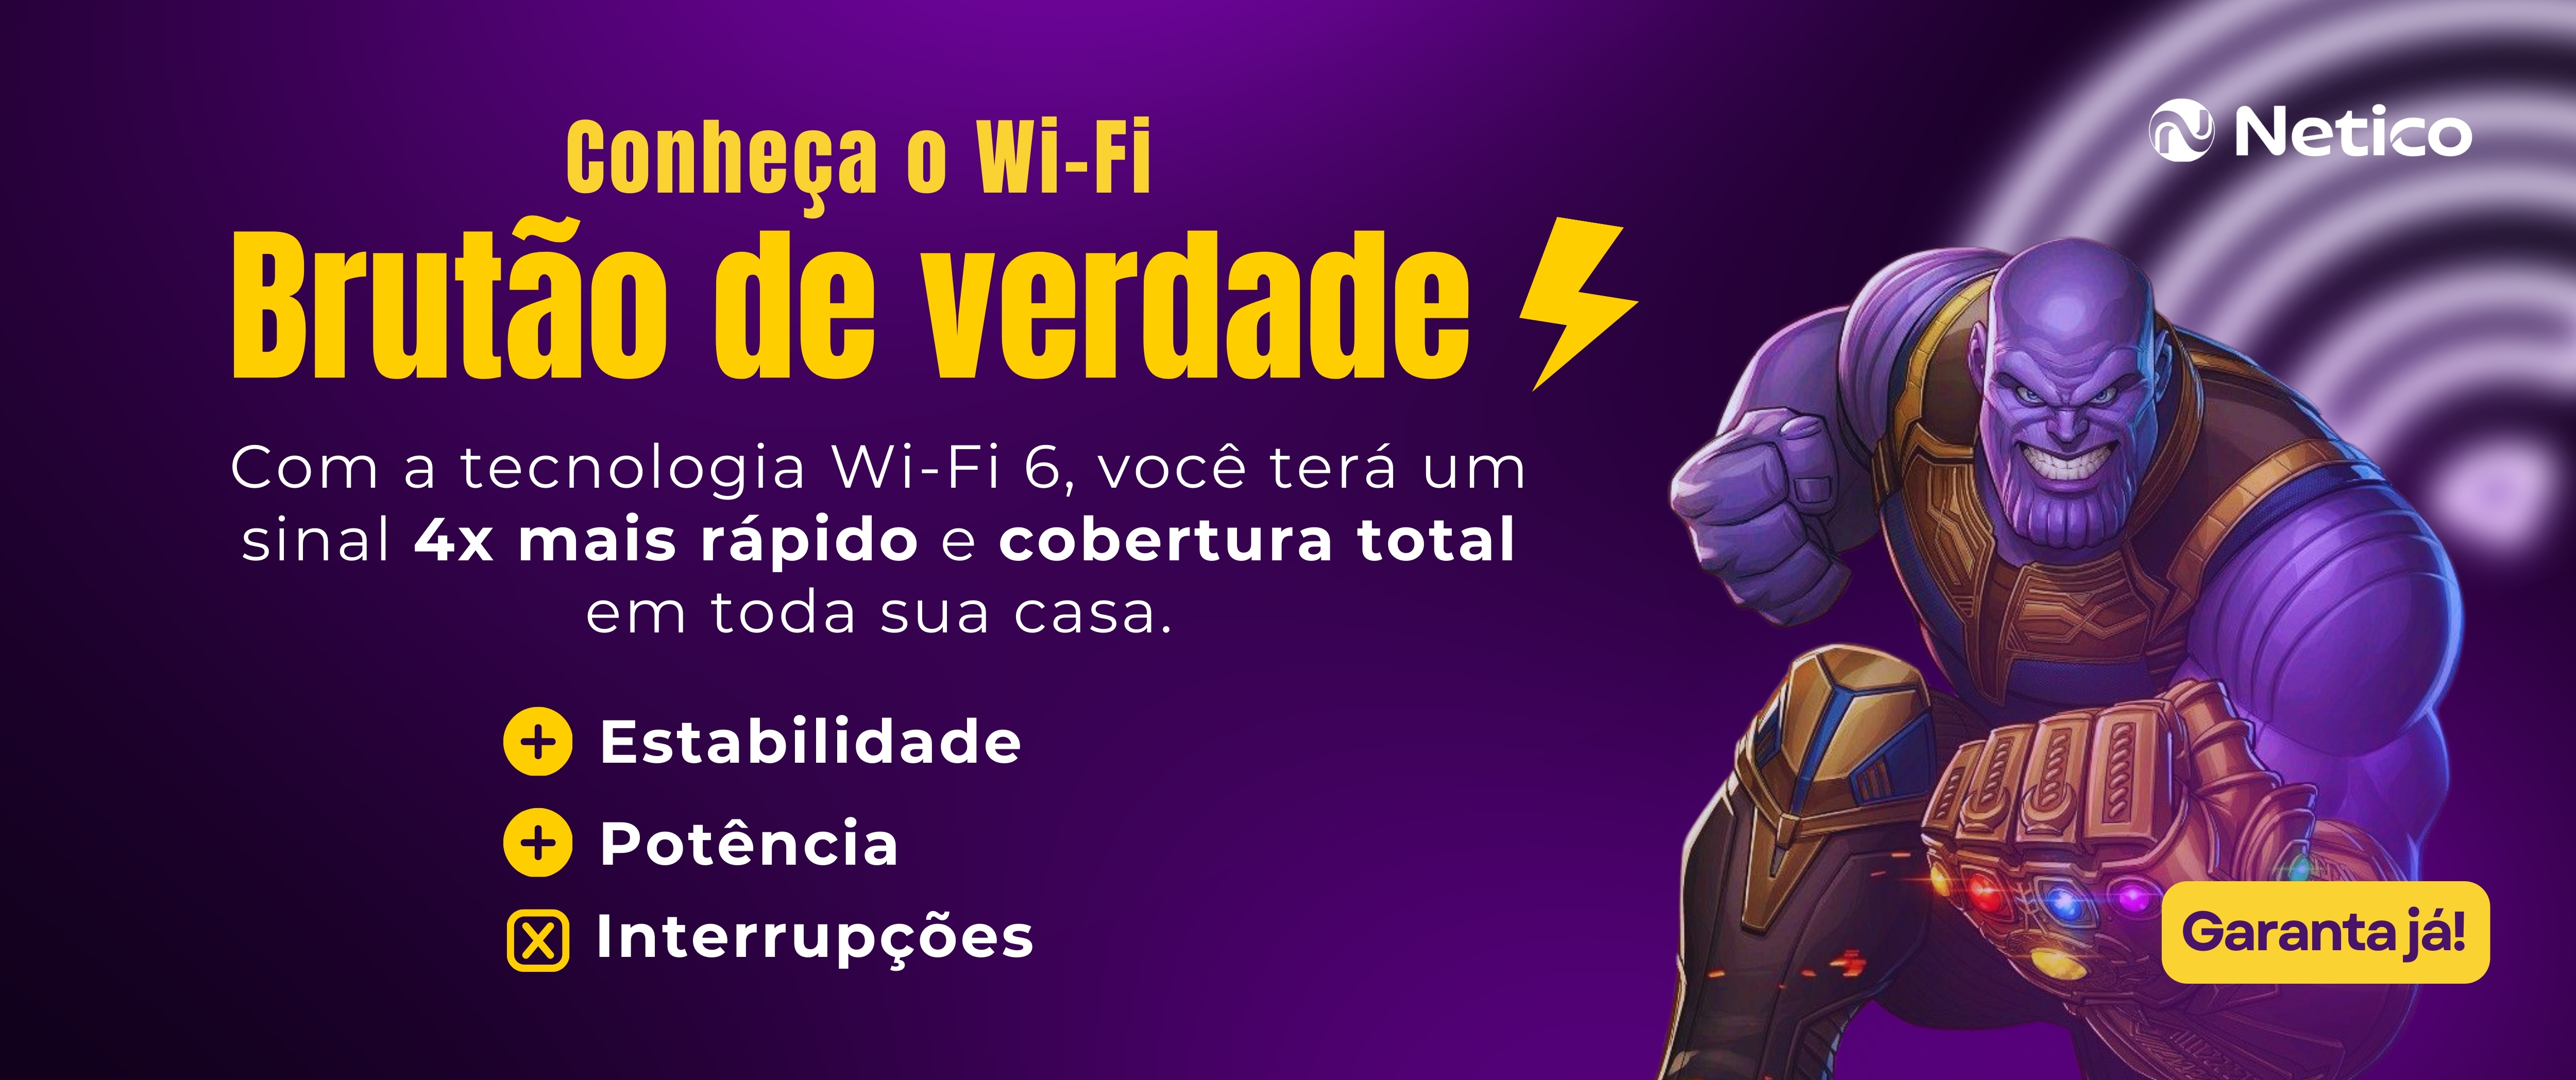 Netico
Conheça o Wi-Fi
Brutão de verdade
Com a tecnologia Wi-Fi 6, você terá um
sinal 4x mais rápido e cobertura total
em toda sua casa.
+ Estabilidade
+ Potência
X Interrupções
Garanta já!